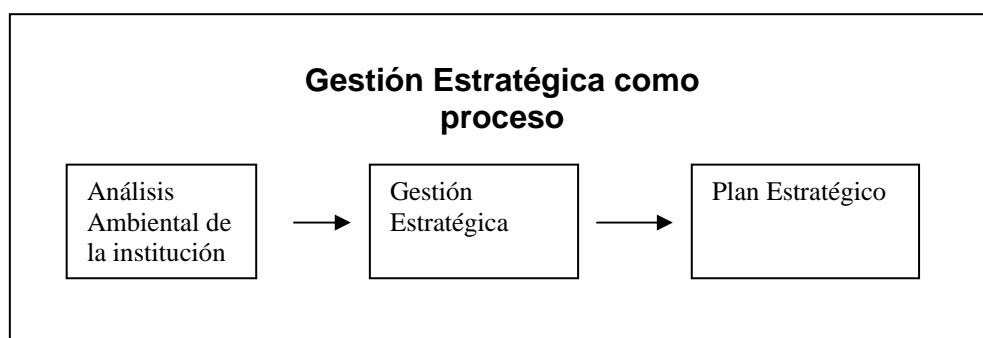 Gestión Estratégica como
proceso
Análisis
Ambiental de
la institución
Gestión
Estratégica
Plan Estratégico